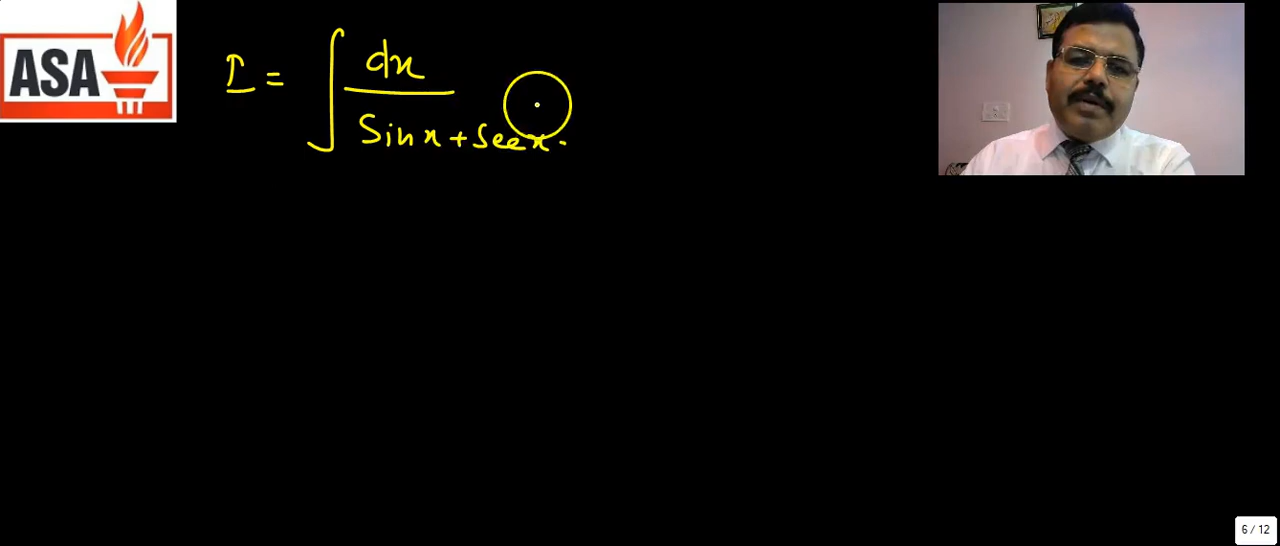 ASA
I = ∫ dx / Sin x + Sec x .
6 / 12